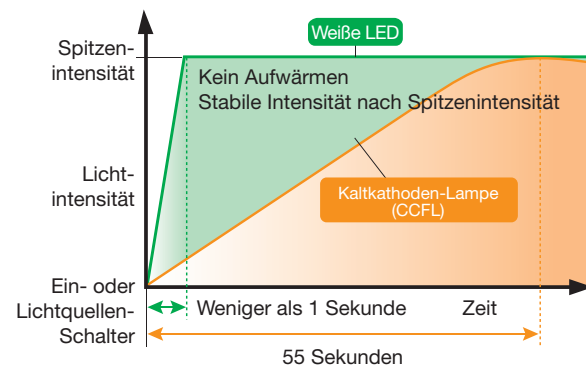 Weiße LED
Spitzen-
intensität
Kein Aufwärmen
Stabile Intensität nach Spitzenintensität
Licht-
intensität
Kaltkathoden-Lampe
(CCFL)
Ein- oder
Lichtquellen-
Schalter
Weniger als 1 Sekunde
Zeit
55 Sekunden